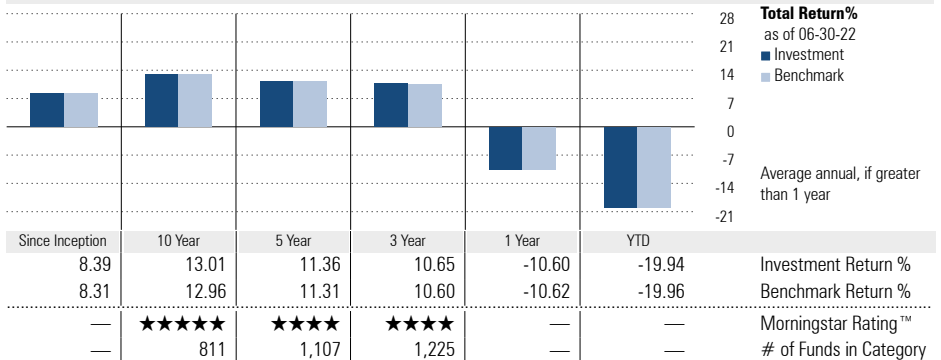 28
21
14
7
0
-7
-14
-21
Total Return%
as of 06-30-22
Investment
Benchmark
Average annual, if greater
than 1 year
Since Inception 10 Year 5 Year 3 Year 1 Year YTD
8.39 13.01 11.36 10.65 -10.60 -19.94 Investment Return %
8.31 12.96 11.31 10.60 -10.62 -19.96 Benchmark Return %
— ★★★★★ ★★★★ ★★★★ — — Morningstar Rating™
— 811 1,107 1,225 — — # of Funds in Category